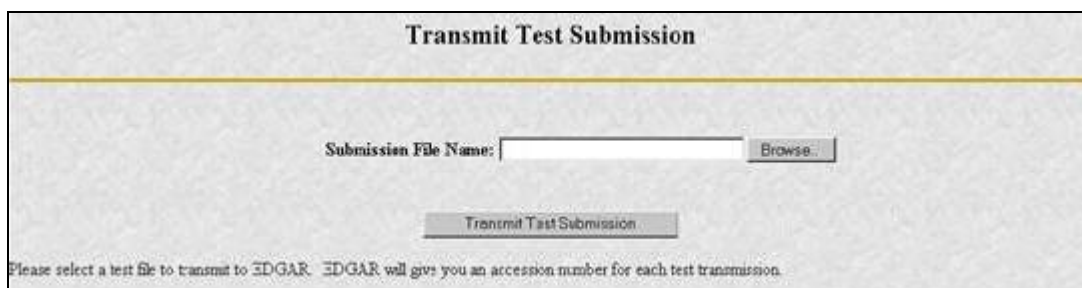 Transmit Test Submission
Submission File Name: Browse...
Transmit Test Submission
Please select a test file to transmit to EDGAR. EDGAR will give you an accession number for each test transmission.